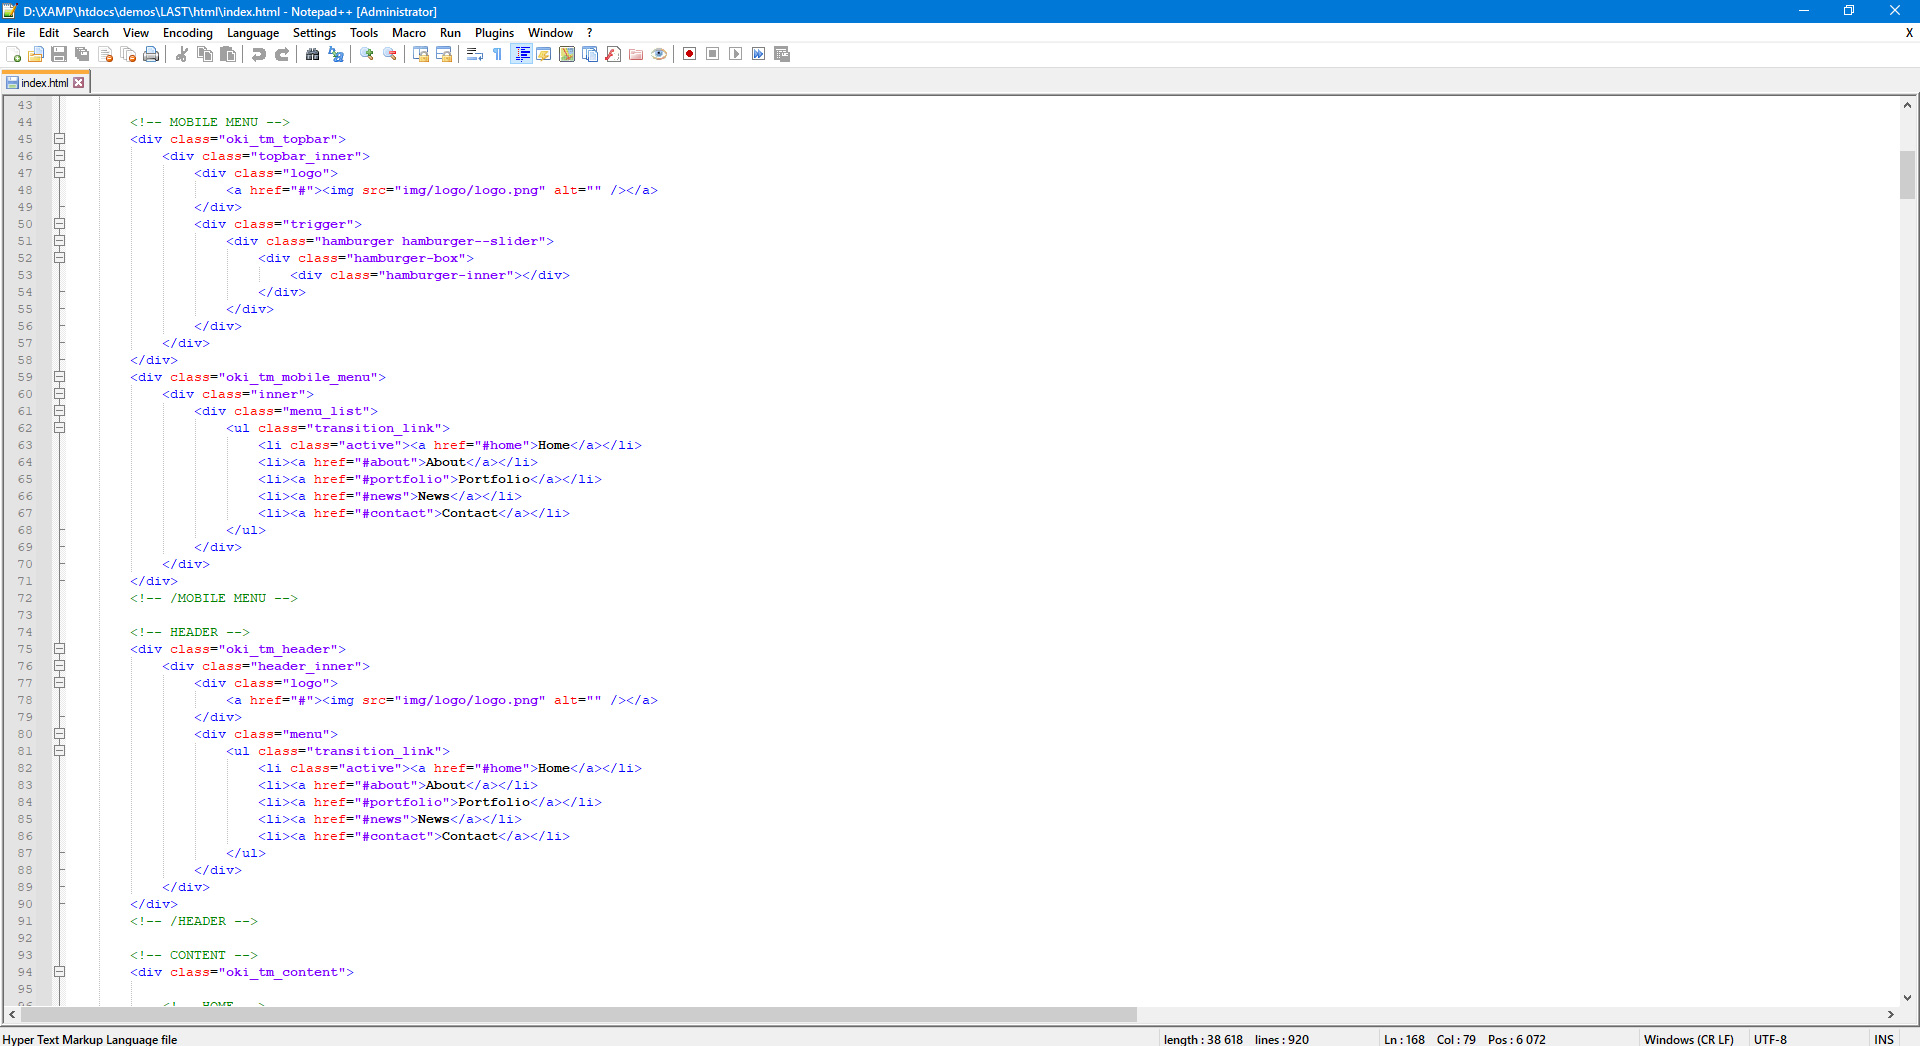 D:\XAMP\htdocs\demos\LAST\html\index.html - Notepad++ [Administrator]
File Edit Search View Encoding Language Settings Tools Macro Run Plugins Window ? X
index.html
43
44 <!-- MOBILE MENU -->
45 <div class="oki_tm_topbar">
46 <div class="topbar_inner">
47 <div class="logo">
48 <a href="#"><img src="img/logo/logo.png" alt="" /></a>
49 </div>
50 <div class="trigger">
51 <div class="hamburger hamburger--slider">
52 <div class="hamburger-box">
53 <div class="hamburger-inner"></div>
54 </div>
55 </div>
56 </div>
57 </div>
58 </div>
59 <div class="oki_tm_mobile_menu">
60 <div class="inner">
61 <div class="menu_list">
62 <ul class="transition_link">
63 <li class="active"><a href="#home">Home</a></li>
64 <li><a href="#about">About</a></li>
65 <li><a href="#portfolio">Portfolio</a></li>
66 <li><a href="#news">News</a></li>
67 <li><a href="#contact">Contact</a></li>
68 </ul>
69 </div>
70 </div>
71 </div>
72 <!-- /MOBILE MENU -->
73
74 <!-- HEADER -->
75 <div class="oki_tm_header">
76 <div class="header_inner">
77 <div class="logo">
78 <a href="#"><img src="img/logo/logo.png" alt="" /></a>
79 </div>
80 <div class="menu">
81 <ul class="transition_link">
82 <li class="active"><a href="#home">Home</a></li>
83 <li><a href="#about">About</a></li>
84 <li><a href="#portfolio">Portfolio</a></li>
85 <li><a href="#news">News</a></li>
86 <li><a href="#contact">Contact</a></li>
87 </ul>
88 </div>
89 </div>
90 </div>
91 <!-- /HEADER -->
92
93 <!-- CONTENT -->
94 <div class="oki_tm_content">
95
96 <!-- HOME -->
Hyper Text Markup Language file length : 38 618 lines : 920 Ln : 168 Col : 79 Pos : 6 072 Windows (CR LF) UTF-8 INS